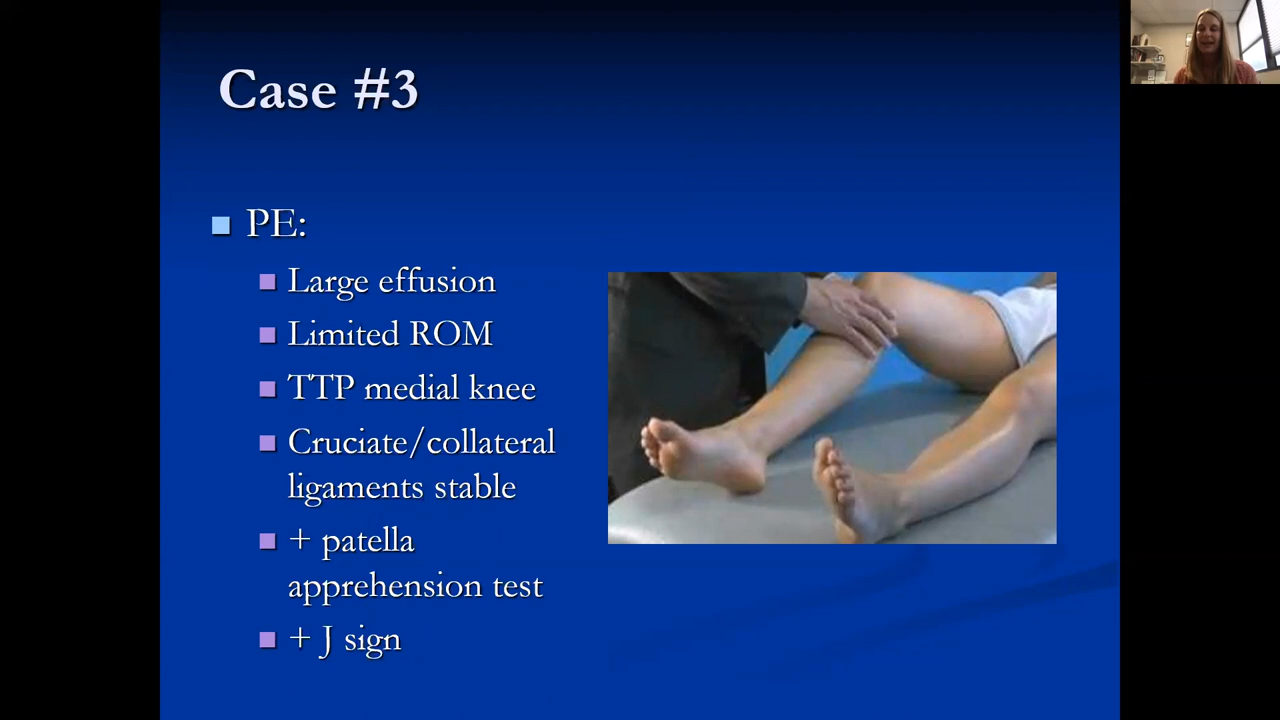 Case #3
PE:
Large effusion
Limited ROM
TTP medial knee
Cruciate/collateral
ligaments stable
+ patella
apprehension test
+ J sign